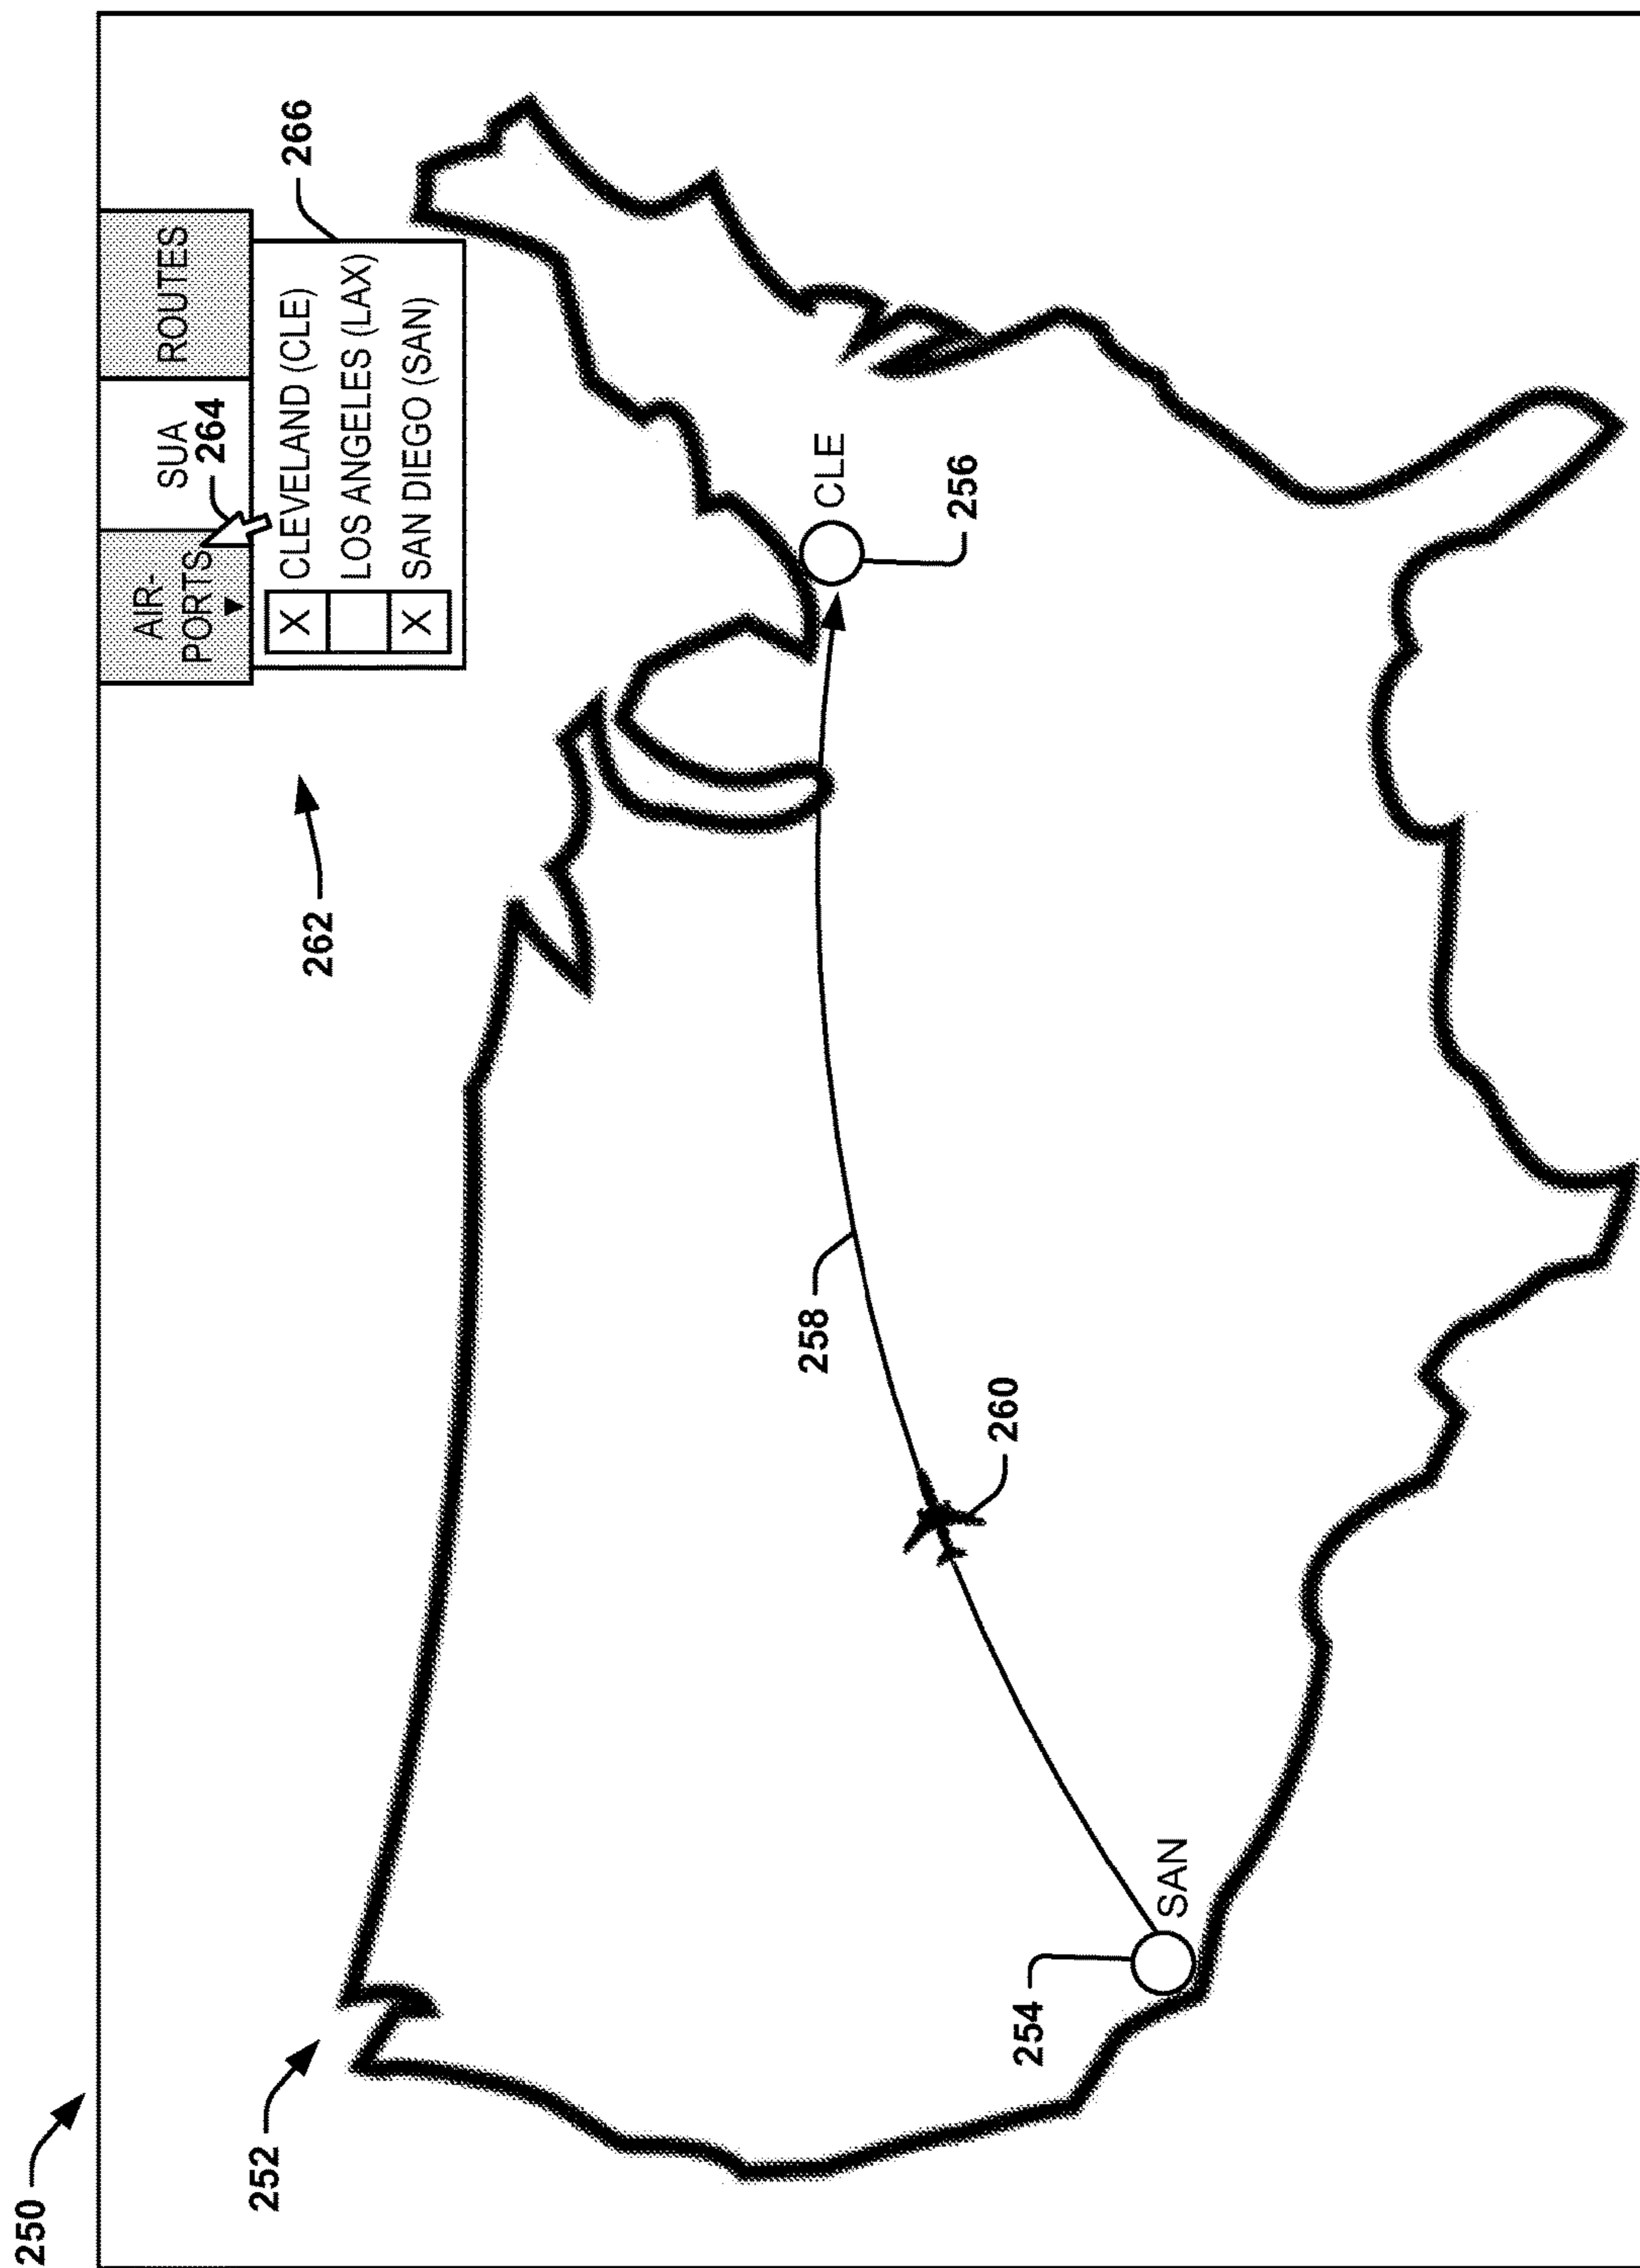 250
252
AIR-
PORTS
SUA
ROUTES
264
266
X CLEVELAND (CLE)
LOS ANGELES (LAX)
X SAN DIEGO (SAN)
262
CLE
256
258
260
254
SAN